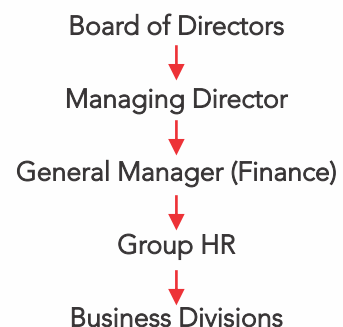 Board of Directors
Managing Director
General Manager (Finance)
Group HR
Business Divisions